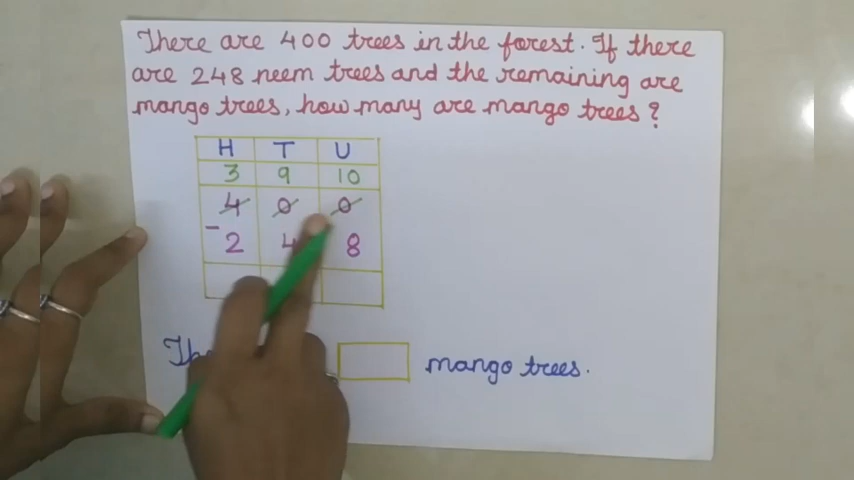 There are 400 trees in the forest. If there
are 248 neem trees and the remaining are
mango trees, how many are mango trees?
H T U
3 9 10
4 0 0
- 2 4 8
mango trees.